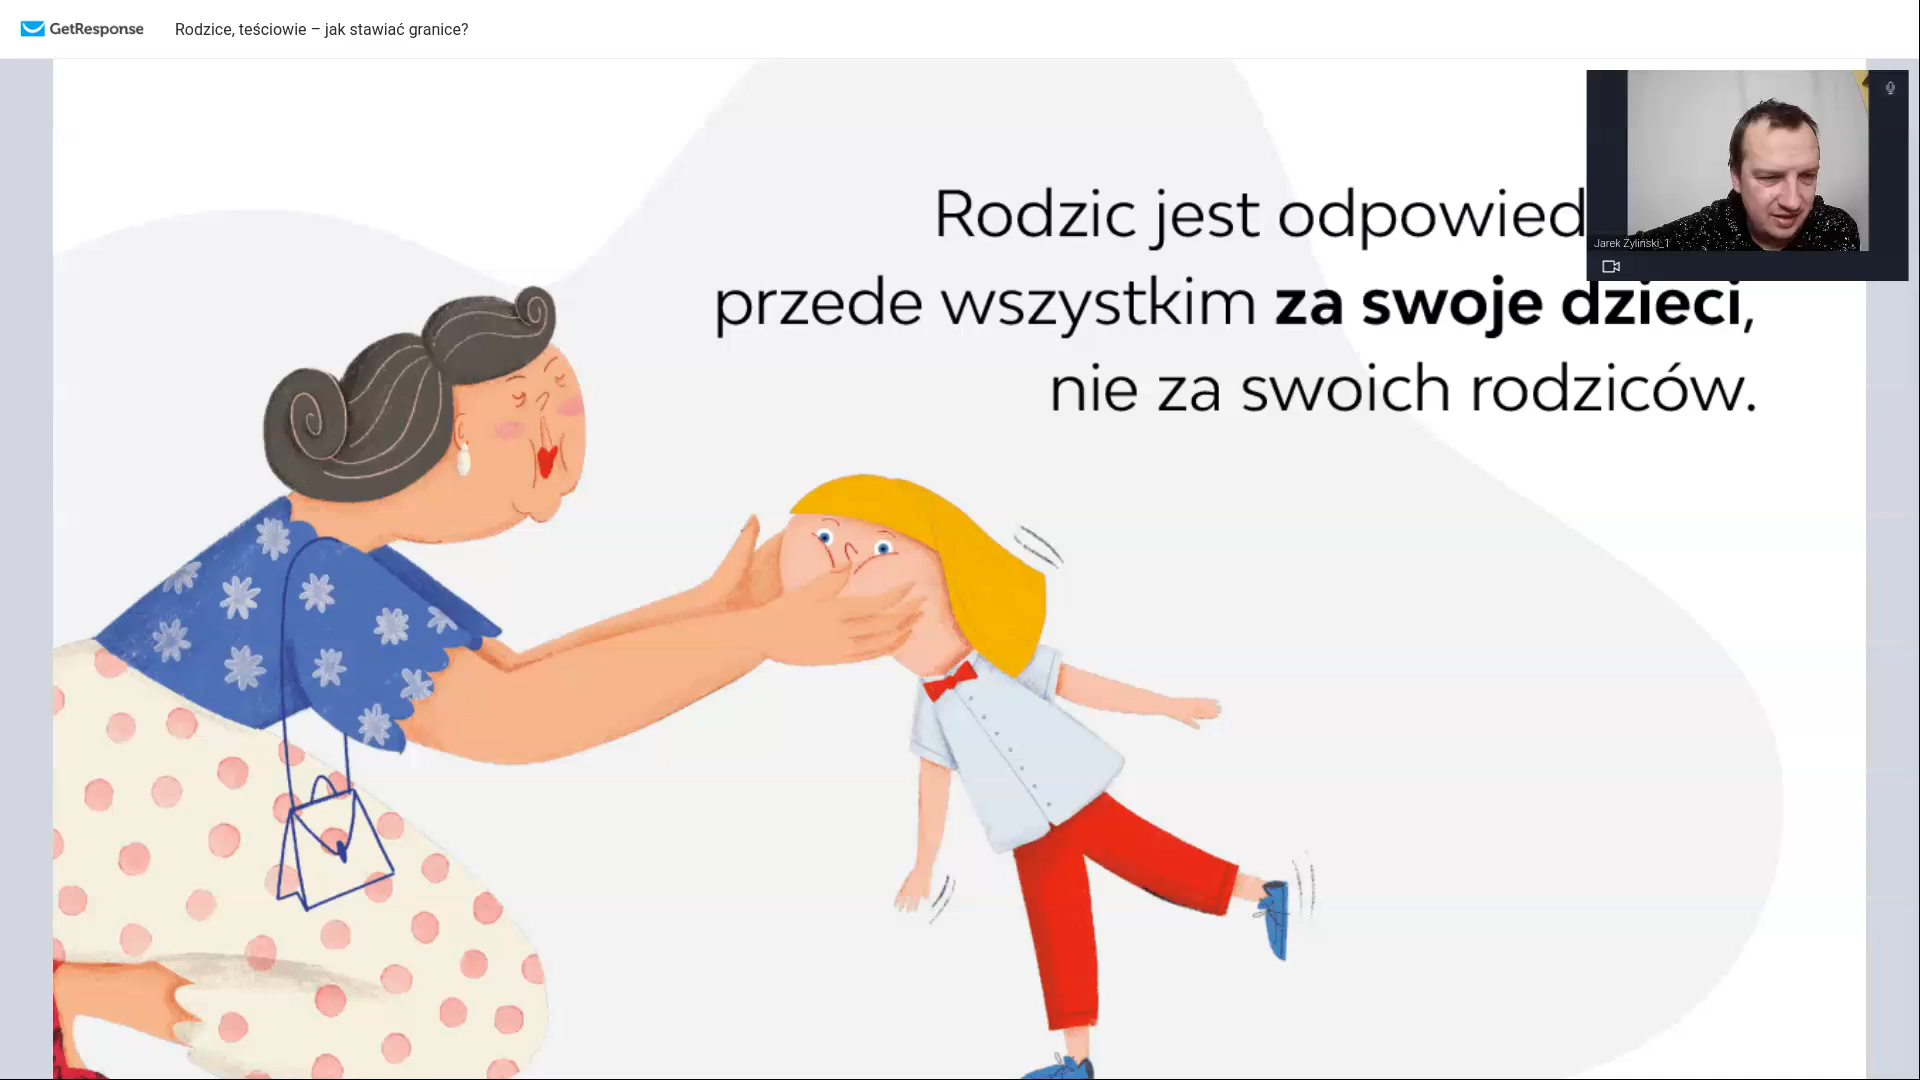 GetResponse
Rodzice, teściowie – jak stawiać granice?
Rodzic jest odpowied
przede wszystkim za swoje dzieci,
nie za swoich rodziców.
Jarek Żyliński_1